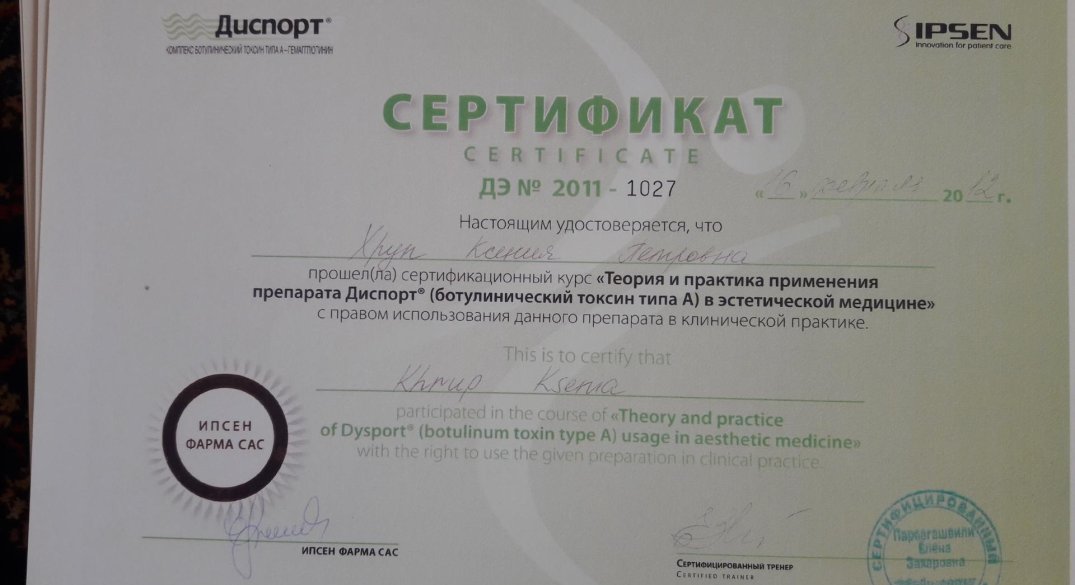 Диспорт®
КОМПЛЕКС БОТУЛИНИЧЕСКИЙ ТОКСИН ТИПА А – ГЕМАГГЛЮТИНИН
IPSEN
Innovation for patient care
СЕРТИФИКАТ
CERTIFICATE
ДЭ № 2011 - 1027
« 16 » февраля 2012 г.
Настоящим удостоверяется, что
Хруп Ксения Петровна
прошел(ла) сертификационный курс «Теория и практика применения
препарата Диспорт® (ботулинический токсин типа А) в эстетической медицине»
с правом использования данного препарата в клинической практике.
This is to certify that
Khrup Ksenia
participated in the course of «Theory and practice
of Dysport® (botulinum toxin type A) usage in aesthetic medicine»
with the right to use the given preparation in clinical practice.
ИПСЕН
ФАРМА САС
ИПСЕН ФАРМА САС
СЕРТИФИЦИРОВАННЫЙ ТРЕНЕР
CERTIFIED TRAINER
СЕРТИФИЦИРОВАННЫЙ
Елена
Захаровна